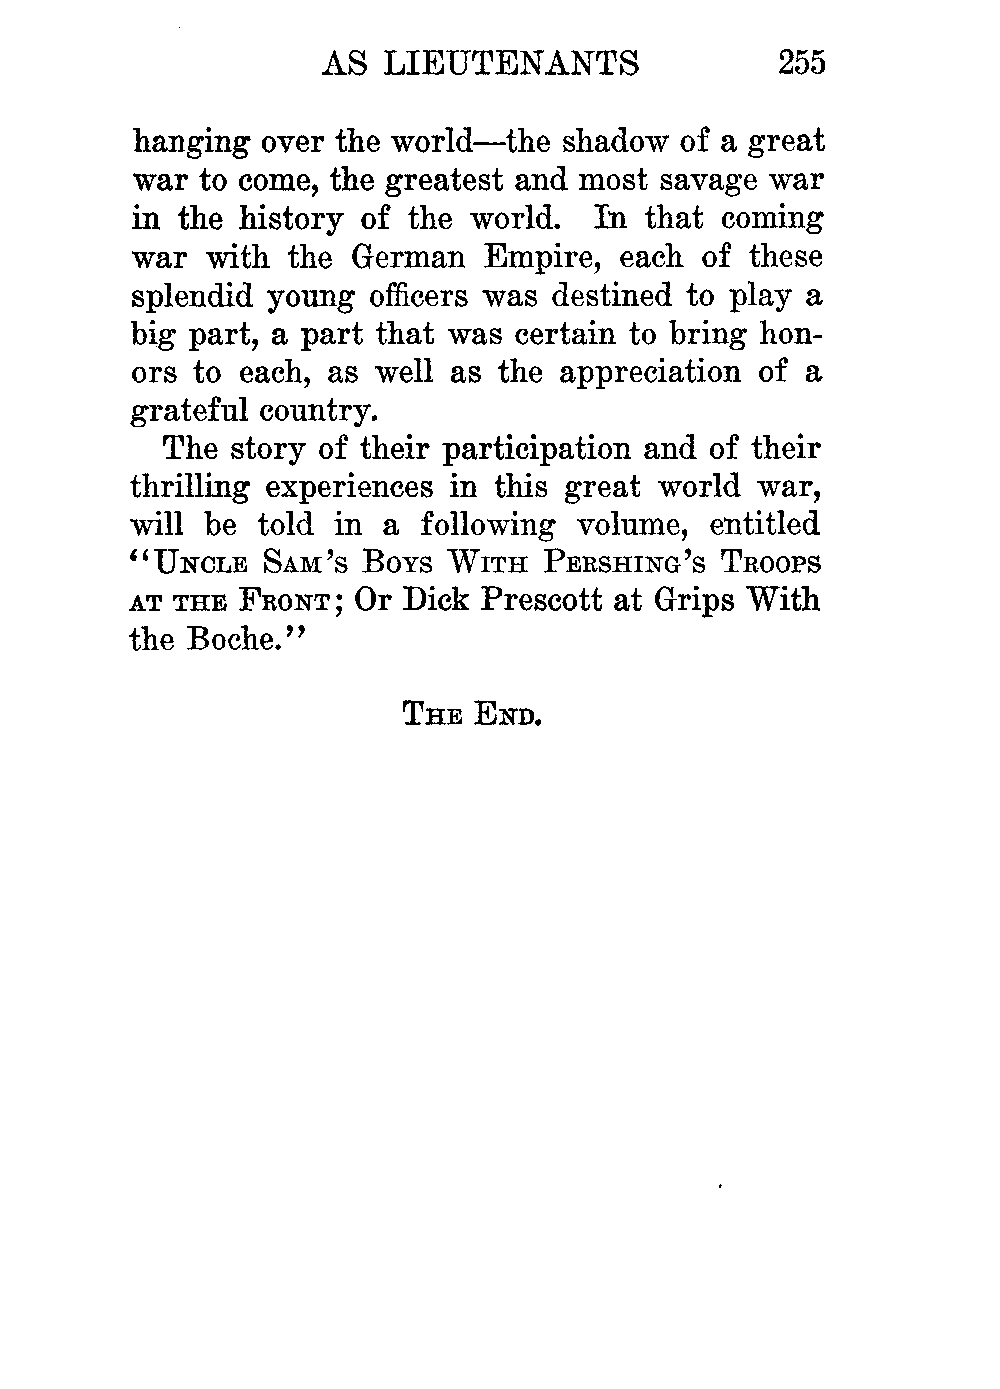 AS LIEUTENANTS 255
hanging over the world—the shadow of a great
war to come, the greatest and most savage war
in the history of the world. In that coming
war with the German Empire, each of these
splendid young officers was destined to play a
big part, a part that was certain to bring hon-
ors to each, as well as the appreciation of a
grateful country.
The story of their participation and of their
thrilling experiences in this great world war,
will be told in a following volume, entitled
“Uncle Sam’s Boys With Pershing’s Troops
at the Front; Or Dick Prescott at Grips With
the Boche.”
The End.